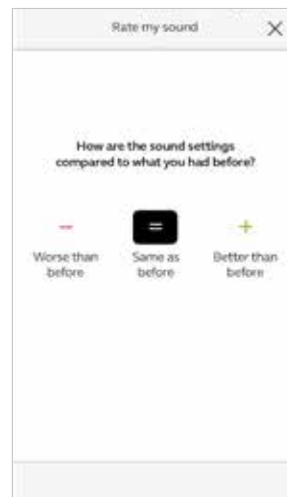 Rate my sound
How are the sound settings
compared to what you had before?
Worse than
before
Same as
before
Better than
before